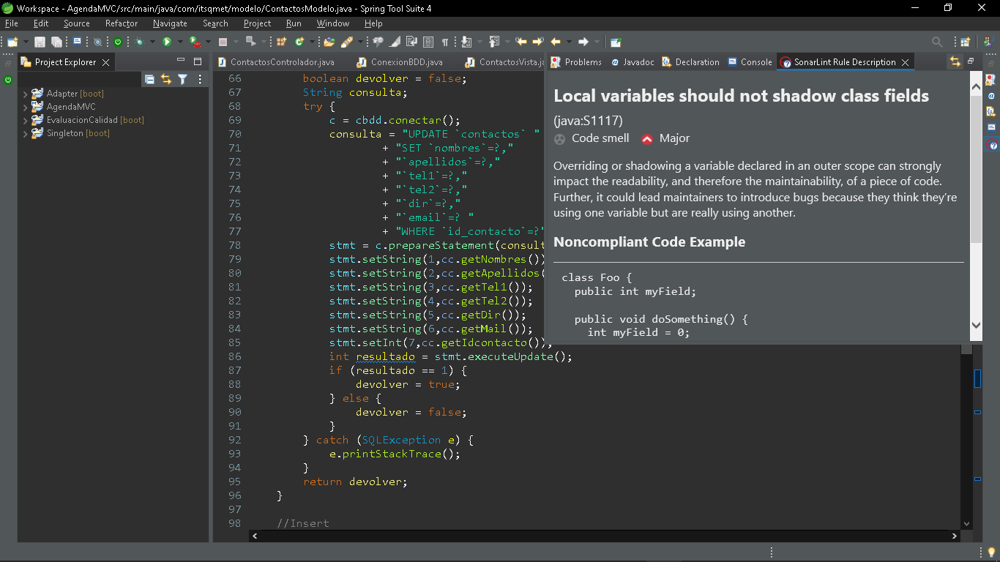 Workspace - AgendaMVC/src/main/java/com/itsqmet/modelo/ContactosModelo.java - Spring Tool Suite 4
File Edit Source Refactor Navigate Search Project Run Window Help
Project Explorer
Adapter [boot]
AgendaMVC
EvaluacionCalidad [boot]
Singleton [boot]
ContactosControlador.java ConexionBDD.java ContactosVista.ja
66 boolean devolver = false;
67 String consulta;
68 try {
69 c = cbdd.conectar();
70 consulta = "UPDATE `contactos` "
71 + "SET `nombres`=?,"
72 + "`apellidos`=?,"
73 + "`tel1`=?,"
74 + "`tel2`=?,"
75 + "`dir`=?,"
76 + "`email`=? "
77 + "WHERE `id_contacto`=?"
78 stmt = c.prepareStatement(consult
79 stmt.setString(1,cc.getNombres())
80 stmt.setString(2,cc.getApellidos(
81 stmt.setString(3,cc.getTel1());
82 stmt.setString(4,cc.getTel2());
83 stmt.setString(5,cc.getDir());
84 stmt.setString(6,cc.getMail());
85 stmt.setInt(7,cc.getIdcontacto());
86 int resultado = stmt.executeUpdate();
87 if (resultado == 1) {
88 devolver = true;
89 } else {
90 devolver = false;
91 }
92 } catch (SQLException e) {
93 e.printStackTrace();
94 }
95 return devolver;
96 }
97
98 //Insert
Problems Javadoc Declaration Console SonarLint Rule Description
Local variables should not shadow class fields
(java:S1117)
Code smell Major
Overriding or shadowing a variable declared in an outer scope can strongly
impact the readability, and therefore the maintainability, of a piece of code.
Further, it could lead maintainers to introduce bugs because they think they're
using one variable but are really using another.
Noncompliant Code Example
class Foo {
public int myField;
public void doSomething() {
int myField = 0;